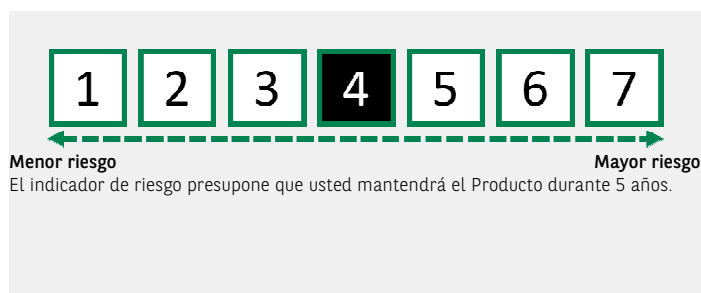 1 2 3 4 5 6 7
Menor riesgo Mayor riesgo
El indicador de riesgo presupone que usted mantendrá el Producto durante 5 años.